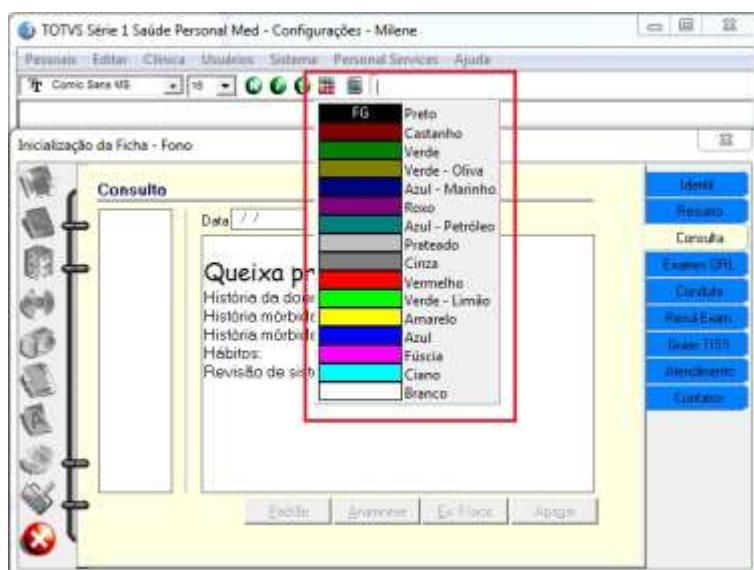 TOTVS Série 1 Saúde Personal Med - Configurações - Milene
Pessoais Editar Clínica Usuários Sistema Personal Services Ajuda
Comic Sans MS 16
FG Preto
Castanho
Verde
Verde - Oliva
Azul - Marinho
Roxo
Azul - Petróleo
Prateado
Cinza
Vermelho
Verde - Limão
Amarelo
Azul
Fúscia
Ciano
Branco
Inicialização da Ficha - Fono
Consulta
Data / /
Queixa pr
História da doen
História mórbid
História mórbid
Hábitos:
Revisão de sist
Identif.
Resumo
Consulta
Exames ORL
Conduta
Resul Exam
Guias TISS
Atendimento
Contatos
Padrão Anamnese Ex Físico Apagar